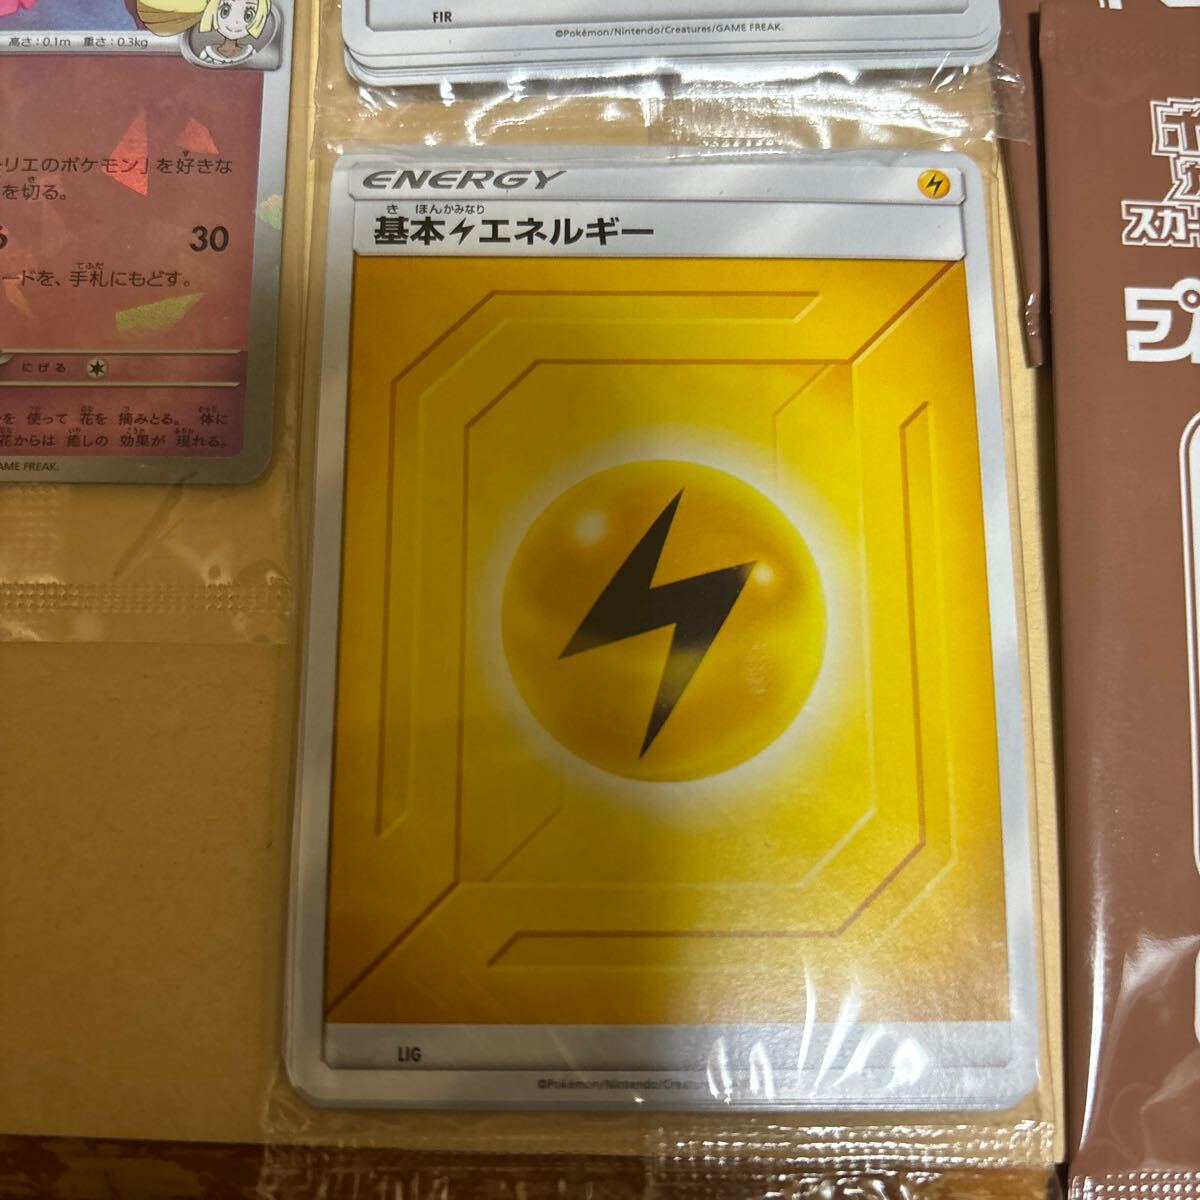 FIR
©Pokémon/Nintendo/Creatures/GAME FREAK.
高さ:0.1m 重さ:0.3kg
リエのポケモン」を好きな
を切る。
30
ードを、手札にもどす。
にげる
を使って花を摘みとる。体に
花からは癒しの効果が現れる。
AME FREAK.
ENERGY
きほんかみなり
基本エネルギー
LIG
©Pokémon/Nintendo/Creatu
スカー
プ